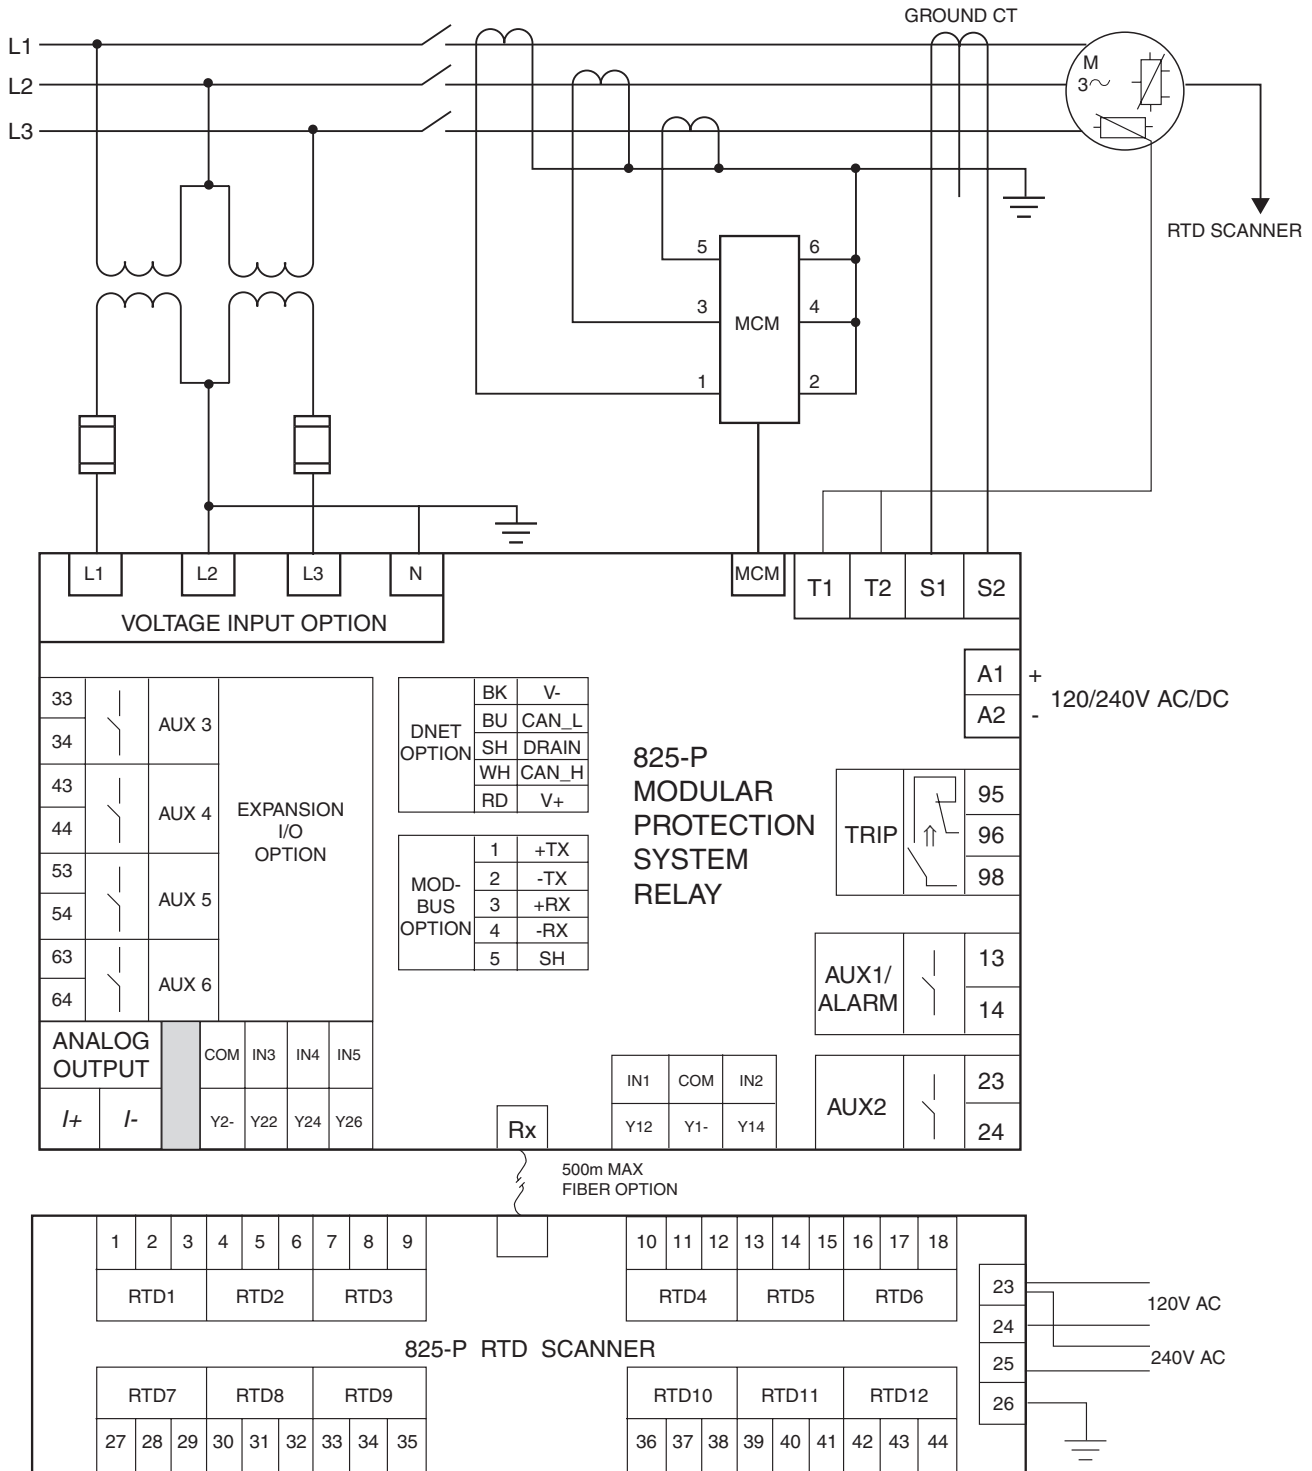 GROUND CT
L1
L2
L3
M
3~
RTD SCANNER
5
6
3
4
MCM
1
2
L1
L2
L3
N
MCM
T1
T2
S1
S2
VOLTAGE INPUT OPTION
A1
+
A2
-
120/240V AC/DC
33
34
AUX 3
43
44
AUX 4
53
54
AUX 5
63
64
AUX 6
EXPANSION
I/O
OPTION
DNET
OPTION
BK V-
BU CAN_L
SH DRAIN
WH CAN_H
RD V+
MOD-
BUS
OPTION
1 +TX
2 -TX
3 +RX
4 -RX
5 SH
825-P
MODULAR
PROTECTION
SYSTEM
RELAY
TRIP
95
96
98
AUX1/
ALARM
13
14
AUX2
23
24
ANALOG
OUTPUT
I+ I-
COM IN3 IN4 IN5
Y2- Y22 Y24 Y26
Rx
IN1 COM IN2
Y12 Y1- Y14
500m MAX
FIBER OPTION
1 2 3 4 5 6 7 8 9
RTD1 RTD2 RTD3
10 11 12 13 14 15 16 17 18
RTD4 RTD5 RTD6
23
24
25
26
120V AC
240V AC
825-P RTD SCANNER
RTD7 RTD8 RTD9
27 28 29 30 31 32 33 34 35
RTD10 RTD11 RTD12
36 37 38 39 40 41 42 43 44